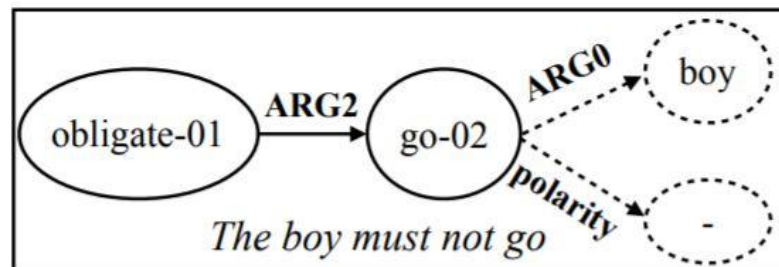 obligate-01
ARG2
go-02
ARG0
boy
polarity
-
The boy must not go